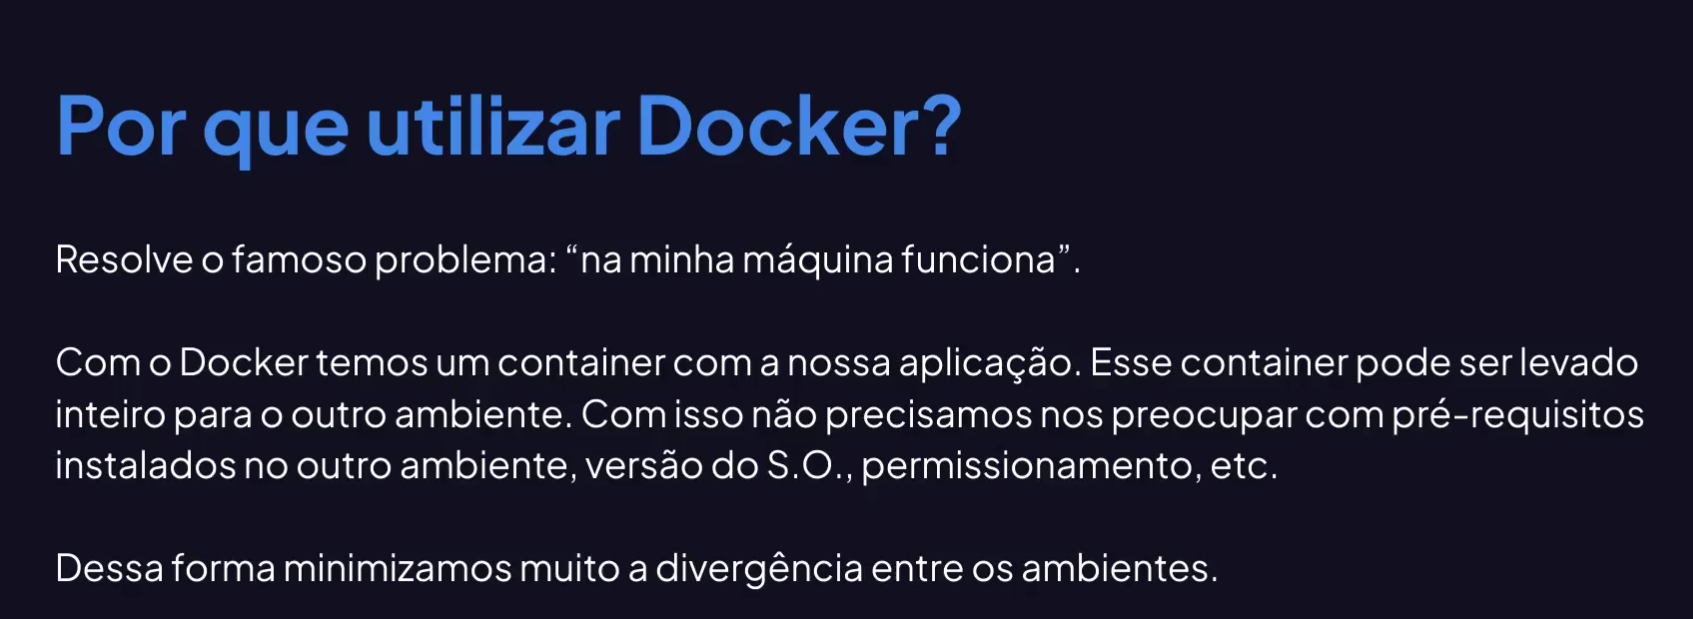 Por que utilizar Docker?
Resolve o famoso problema: “na minha máquina funciona”.
Com o Docker temos um container com a nossa aplicação. Esse container pode ser levado
inteiro para o outro ambiente. Com isso não precisamos nos preocupar com pré-requisitos
instalados no outro ambiente, versão do S.O., permissionamento, etc.
Dessa forma minimizamos muito a divergência entre os ambientes.